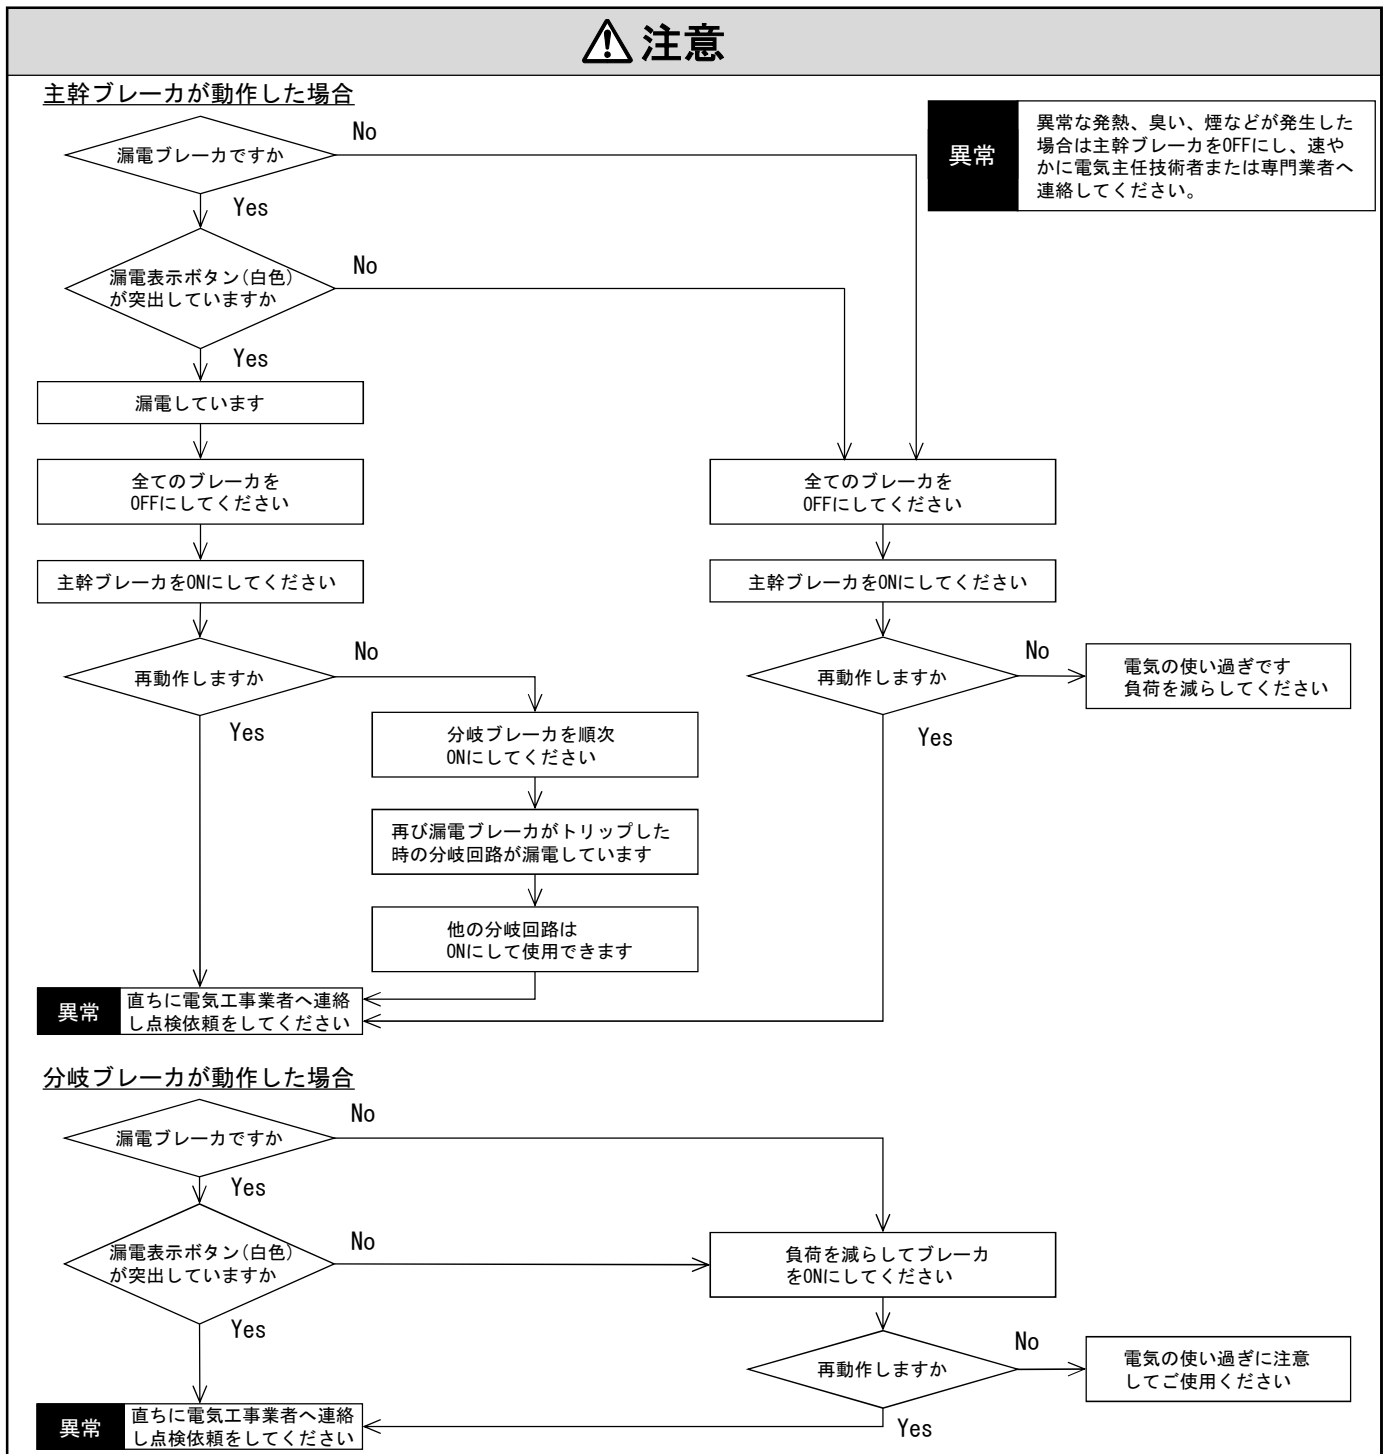 注意
主幹ブレーカが動作した場合
漏電ブレーカですか
No
Yes
異常
異常な発熱、臭い、煙などが発生した
場合は主幹ブレーカをOFFにし、速や
かに電気主任技術者または専門業者へ
連絡してください。
漏電表示ボタン(白色)
が突出していますか
No
Yes
漏電しています
全てのブレーカを
OFFにしてください
全てのブレーカを
OFFにしてください
主幹ブレーカをONにしてください
主幹ブレーカをONにしてください
再動作しますか
No
Yes
再動作しますか
No
Yes
電気の使い過ぎです
負荷を減らしてください
分岐ブレーカを順次
ONにしてください
再び漏電ブレーカがトリップした
時の分岐回路が漏電しています
他の分岐回路は
ONにして使用できます
異常
直ちに電気工事業者へ連絡
し点検依頼をしてください
分岐ブレーカが動作した場合
漏電ブレーカですか
No
Yes
漏電表示ボタン(白色)
が突出していますか
No
Yes
負荷を減らしてブレーカ
をONにしてください
再動作しますか
No
Yes
電気の使い過ぎに注意
してご使用ください
異常
直ちに電気工事業者へ連絡
し点検依頼をしてください